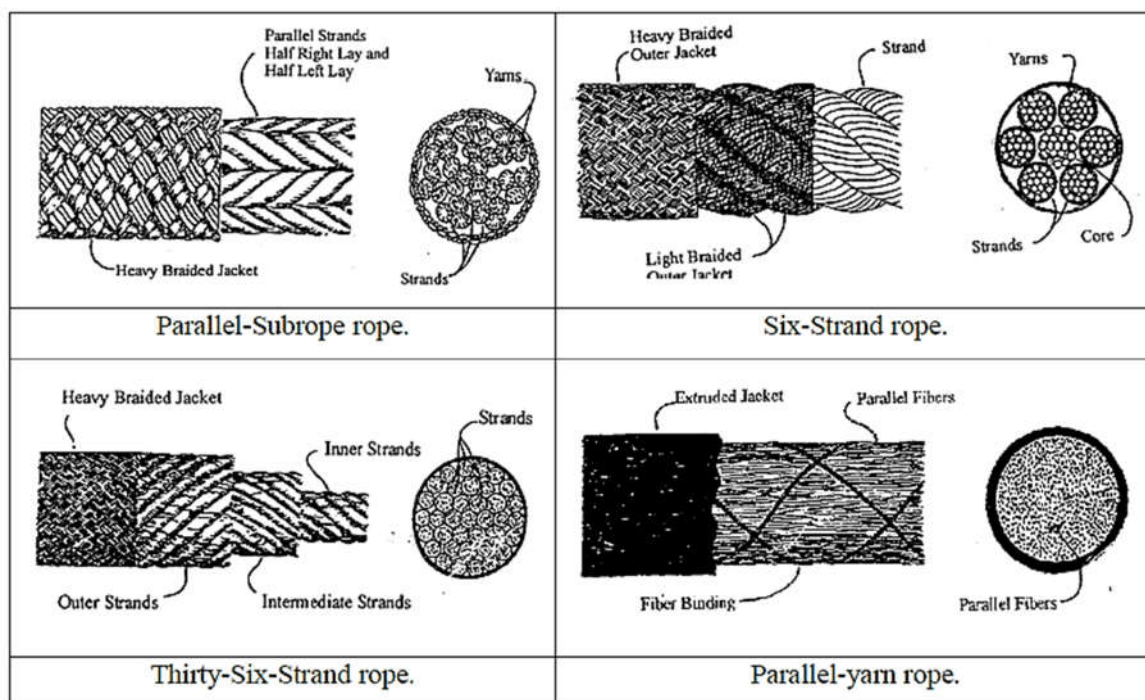 Parallel Strands
Half Right Lay and
Half Left Lay
Yarns
Heavy Braided Jacket
Strands
Parallel-Subrope rope.
Heavy Braided
Outer Jacket
Strand
Yarns
Light Braided
Outer Jacket
Strands
Core
Six-Strand rope.
Heavy Braided Jacket
Strands
Inner Strands
Outer Strands
Intermediate Strands
Thirty-Six-Strand rope.
Extruded Jacket
Parallel Fibers
Fiber Binding
Parallel Fibers
Parallel-yarn rope.